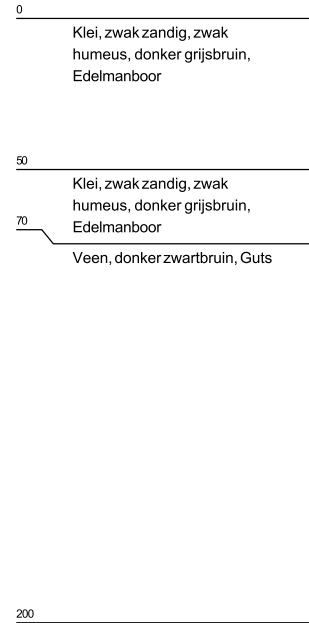 0
Klei, zwak zandig, zwak
humeus, donker grijsbruin,
Edelmanboor
50
Klei, zwak zandig, zwak
humeus, donker grijsbruin,
70
Edelmanboor
Veen, donker zwartbruin, Guts
200